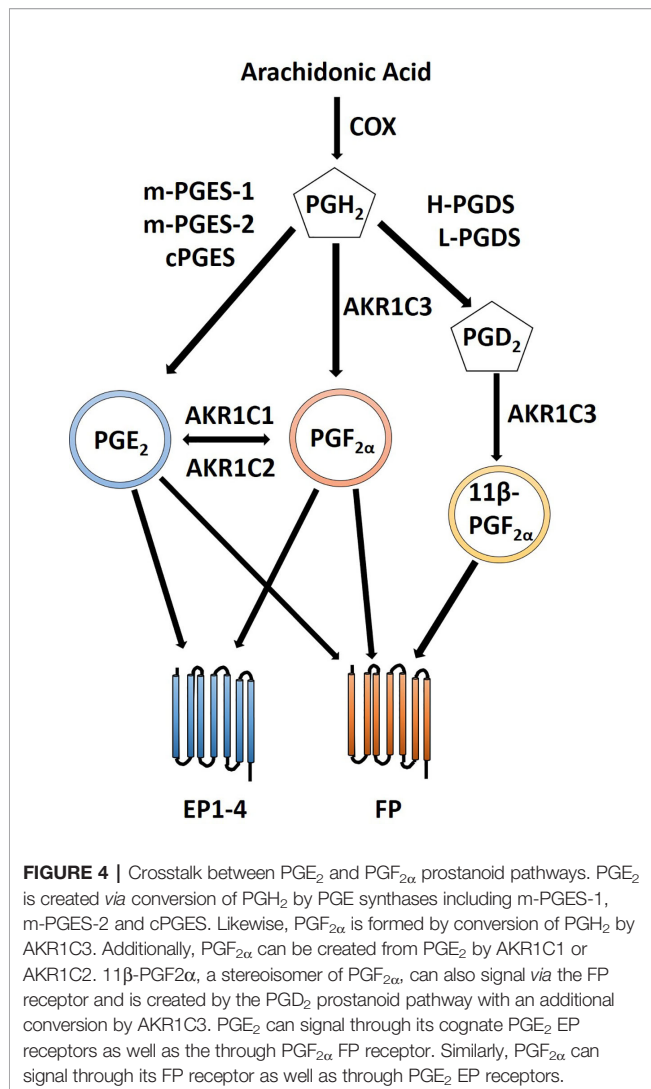 Arachidonic Acid
COX
m-PGES-1
m-PGES-2
cPGES
PGH₂
H-PGDS
L-PGDS
AKR1C3
PGD₂
AKR1C3
PGE₂
AKR1C1
AKR1C2
PGF₂α
11β-
PGF₂α
EP1-4
FP
FIGURE 4 | Crosstalk between PGE₂ and PGF₂α prostanoid pathways. PGE₂
is created via conversion of PGH₂ by PGE synthases including m-PGES-1,
m-PGES-2 and cPGES. Likewise, PGF₂α is formed by conversion of PGH₂ by
AKR1C3. Additionally, PGF₂α can be created from PGE₂ by AKR1C1 or
AKR1C2. 11β-PGF2α, a stereoisomer of PGF₂α, can also signal via the FP
receptor and is created by the PGD₂ prostanoid pathway with an additional
conversion by AKR1C3. PGE₂ can signal through its cognate PGE₂ EP
receptors as well as the through PGF₂α FP receptor. Similarly, PGF₂α can
signal through its FP receptor as well as through PGE₂ EP receptors.